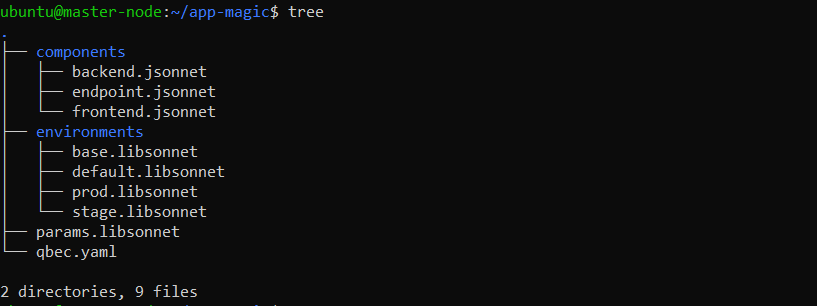 ubuntu@master-node:~/app-magic$ tree
.
├── components
│   ├── backend.jsonnet
│   ├── endpoint.jsonnet
│   └── frontend.jsonnet
├── environments
│   ├── base.libsonnet
│   ├── default.libsonnet
│   ├── prod.libsonnet
│   └── stage.libsonnet
├── params.libsonnet
└── qbec.yaml
2 directories, 9 files